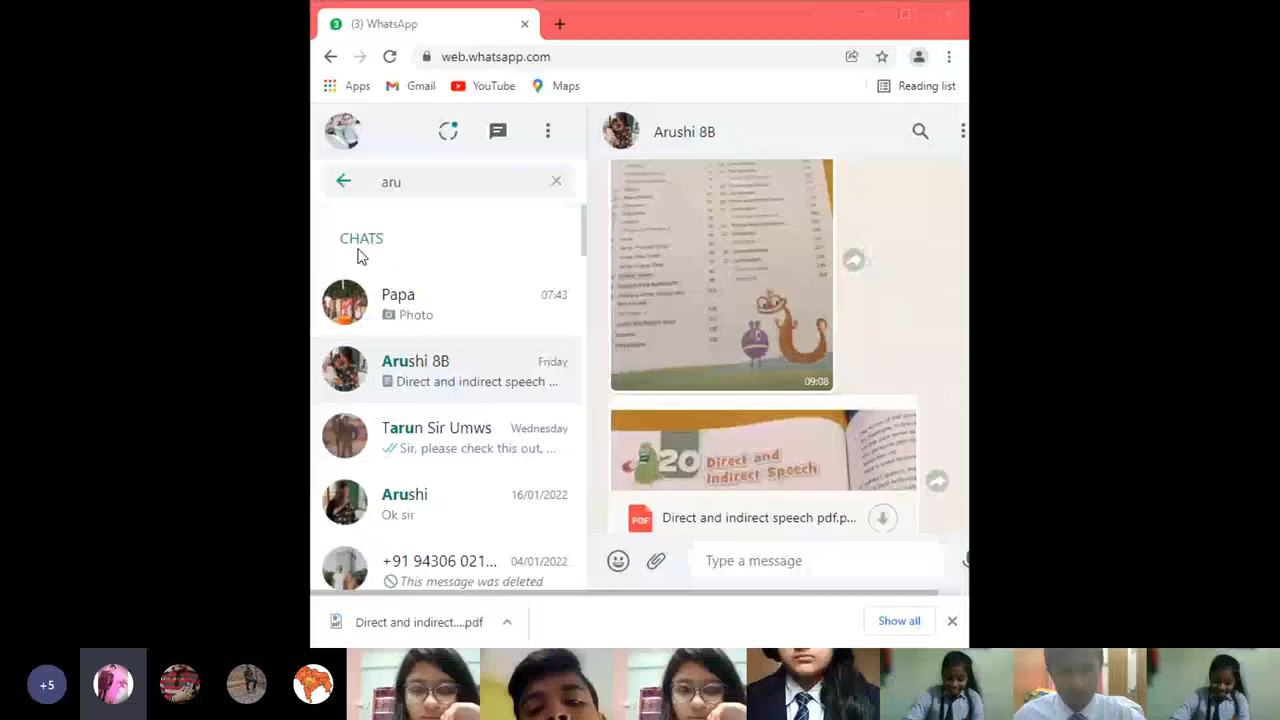 3 (3) WhatsApp
web.whatsapp.com
Apps Gmail YouTube Maps Reading list
Arushi 8B
aru
CHATS
Papa 07:43
Photo
Arushi 8B Friday
Direct and indirect speech ...
Tarun Sir Umws Wednesday
Sir, please check this out, ...
Arushi 16/01/2022
Ok sir
+91 94306 021... 04/01/2022
This message was deleted
09:08
20 Direct and
Indirect Speech
PDF Direct and indirect speech pdf.p...
Type a message
Direct and indirect....pdf Show all
+5